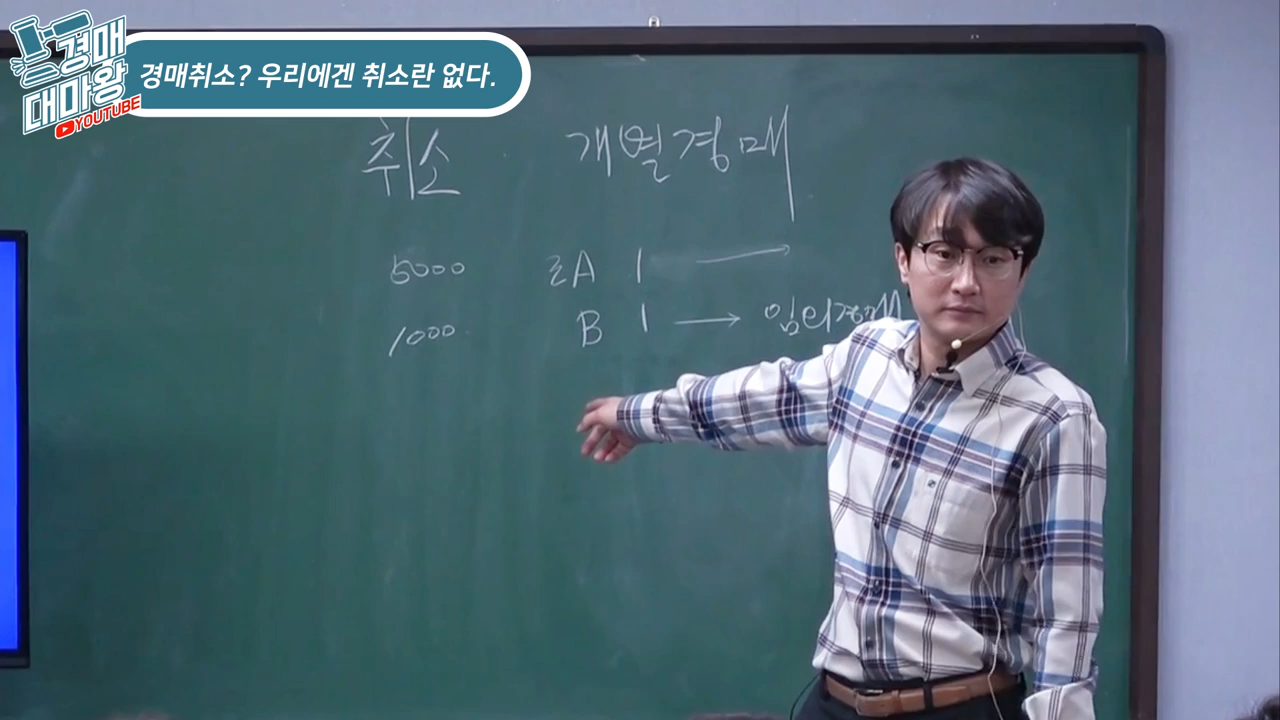 경매
대마왕
YOUTUBE
경매취소? 우리에겐 취소란 없다.
취소 개별경매
5000 2A 1 →
1000 B 1 → 임의경매